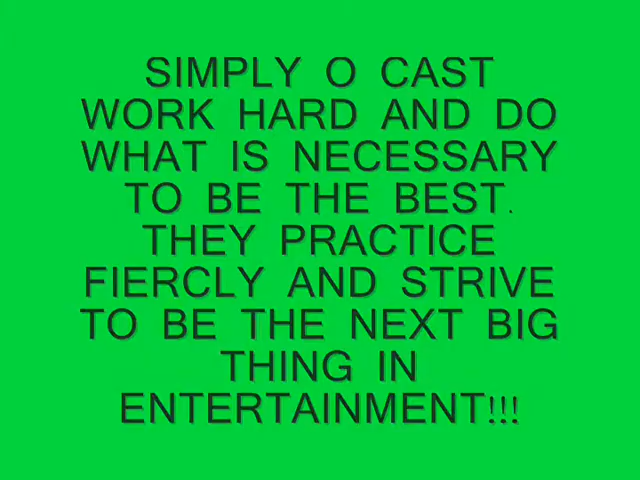 SIMPLY O CAST
WORK HARD AND DO
WHAT IS NECESSARY
TO BE THE BEST.
THEY PRACTICE
FIERCLY AND STRIVE
TO BE THE NEXT BIG
THING IN
ENTERTAINMENT!!!